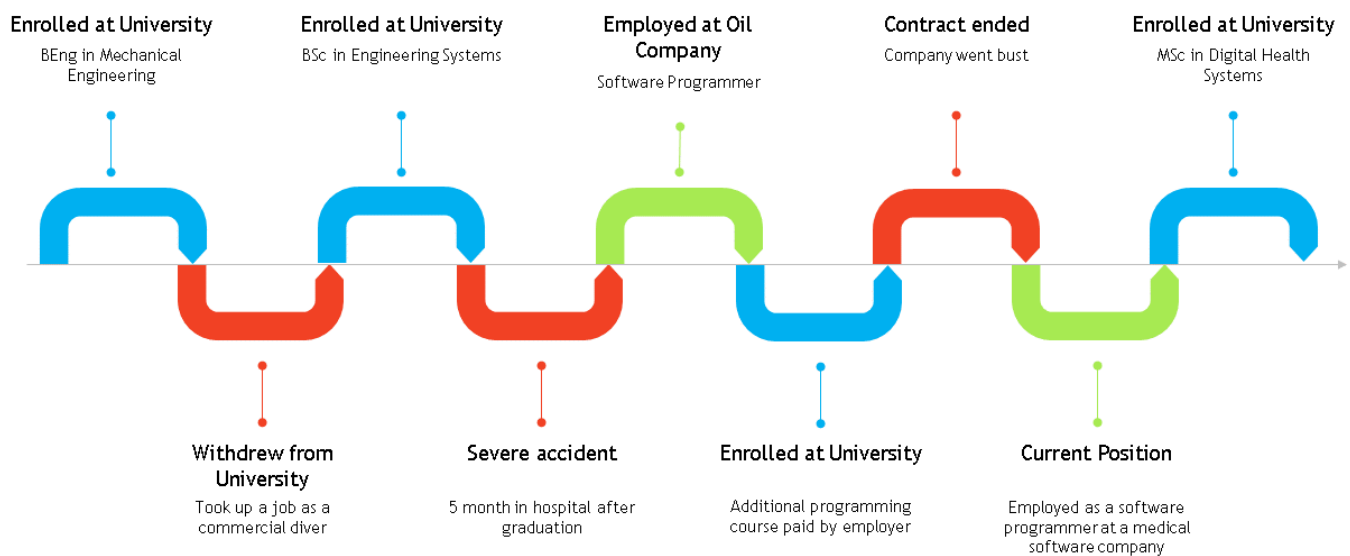 Enrolled at University
BEng in Mechanical
Engineering
Enrolled at University
BSc in Engineering Systems
Employed at Oil
Company
Software Programmer
Contract ended
Company went bust
Enrolled at University
MSc in Digital Health
Systems
Withdrew from
University
Took up a job as a
commercial diver
Severe accident
5 month in hospital after
graduation
Enrolled at University
Additional programming
course paid by employer
Current Position
Employed as a software
programmer at a medical
software company